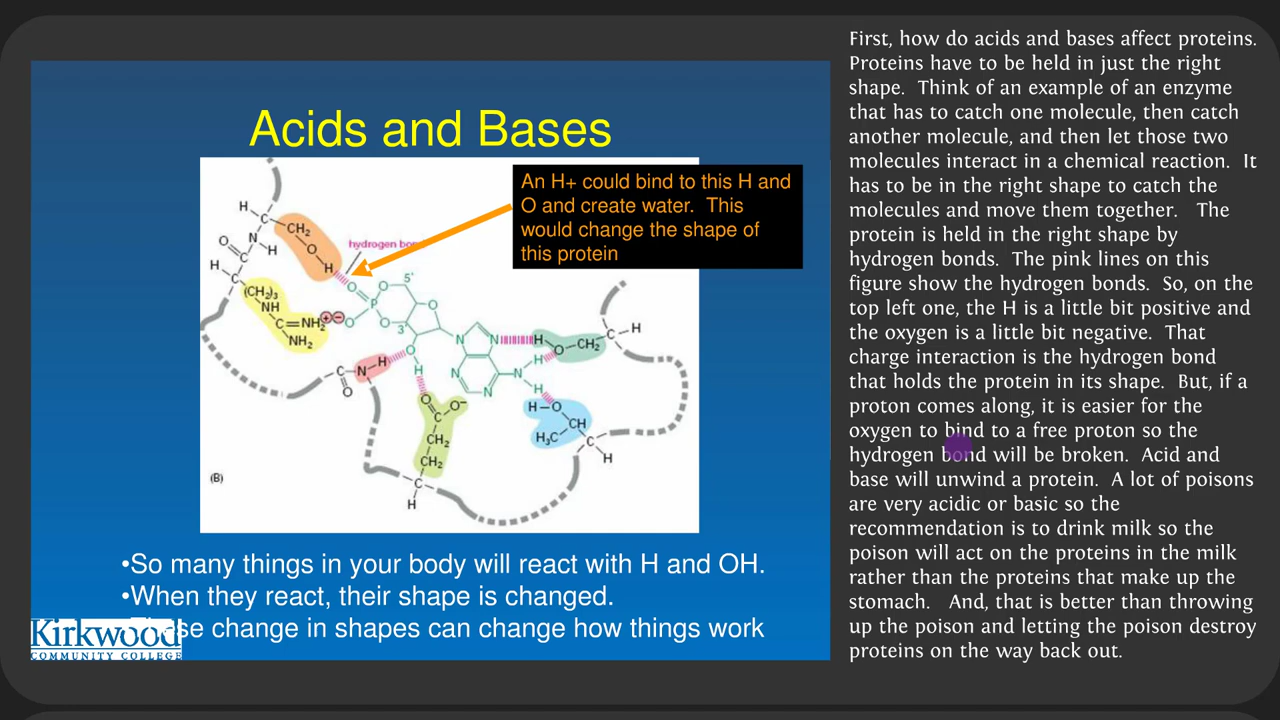 Acids and Bases
An H+ could bind to this H and
O and create water.  This
would change the shape of
this protein
hydrogen
H
C
CH₂
O
H
O
N
H
C
H
C
(CH₂)₃
NH
C=NH₂
NH₂
⊕⊖
O
P
O
O
O
5'
3'
O
O
H
N
N
N
N
N
H
H
H
O
CH₂
C
H
H–O
CH
H₃C
C
H
C
N
H
O
O
C
O⁻
CH₂
CH₂
C
H
(B)
•So many things in your body will react with H and OH.
•When they react, their shape is changed.
se change in shapes can change how things work
Kirkwood
COMMUNITY COLLEGE
First, how do acids and bases affect proteins.
Proteins have to be held in just the right
shape.  Think of an example of an enzyme
that has to catch one molecule, then catch
another molecule, and then let those two
molecules interact in a chemical reaction.  It
has to be in the right shape to catch the
molecules and move them together.   The
protein is held in the right shape by
hydrogen bonds.  The pink lines on this
figure show the hydrogen bonds.  So, on the
top left one, the H is a little bit positive and
the oxygen is a little bit negative.  That
charge interaction is the hydrogen bond
that holds the protein in its shape.  But, if a
proton comes along, it is easier for the
oxygen to bind to a free proton so the
hydrogen bond will be broken.  Acid and
base will unwind a protein.  A lot of poisons
are very acidic or basic so the
recommendation is to drink milk so the
poison will act on the proteins in the milk
rather than the proteins that make up the
stomach.   And, that is better than throwing
up the poison and letting the poison destroy
proteins on the way back out.